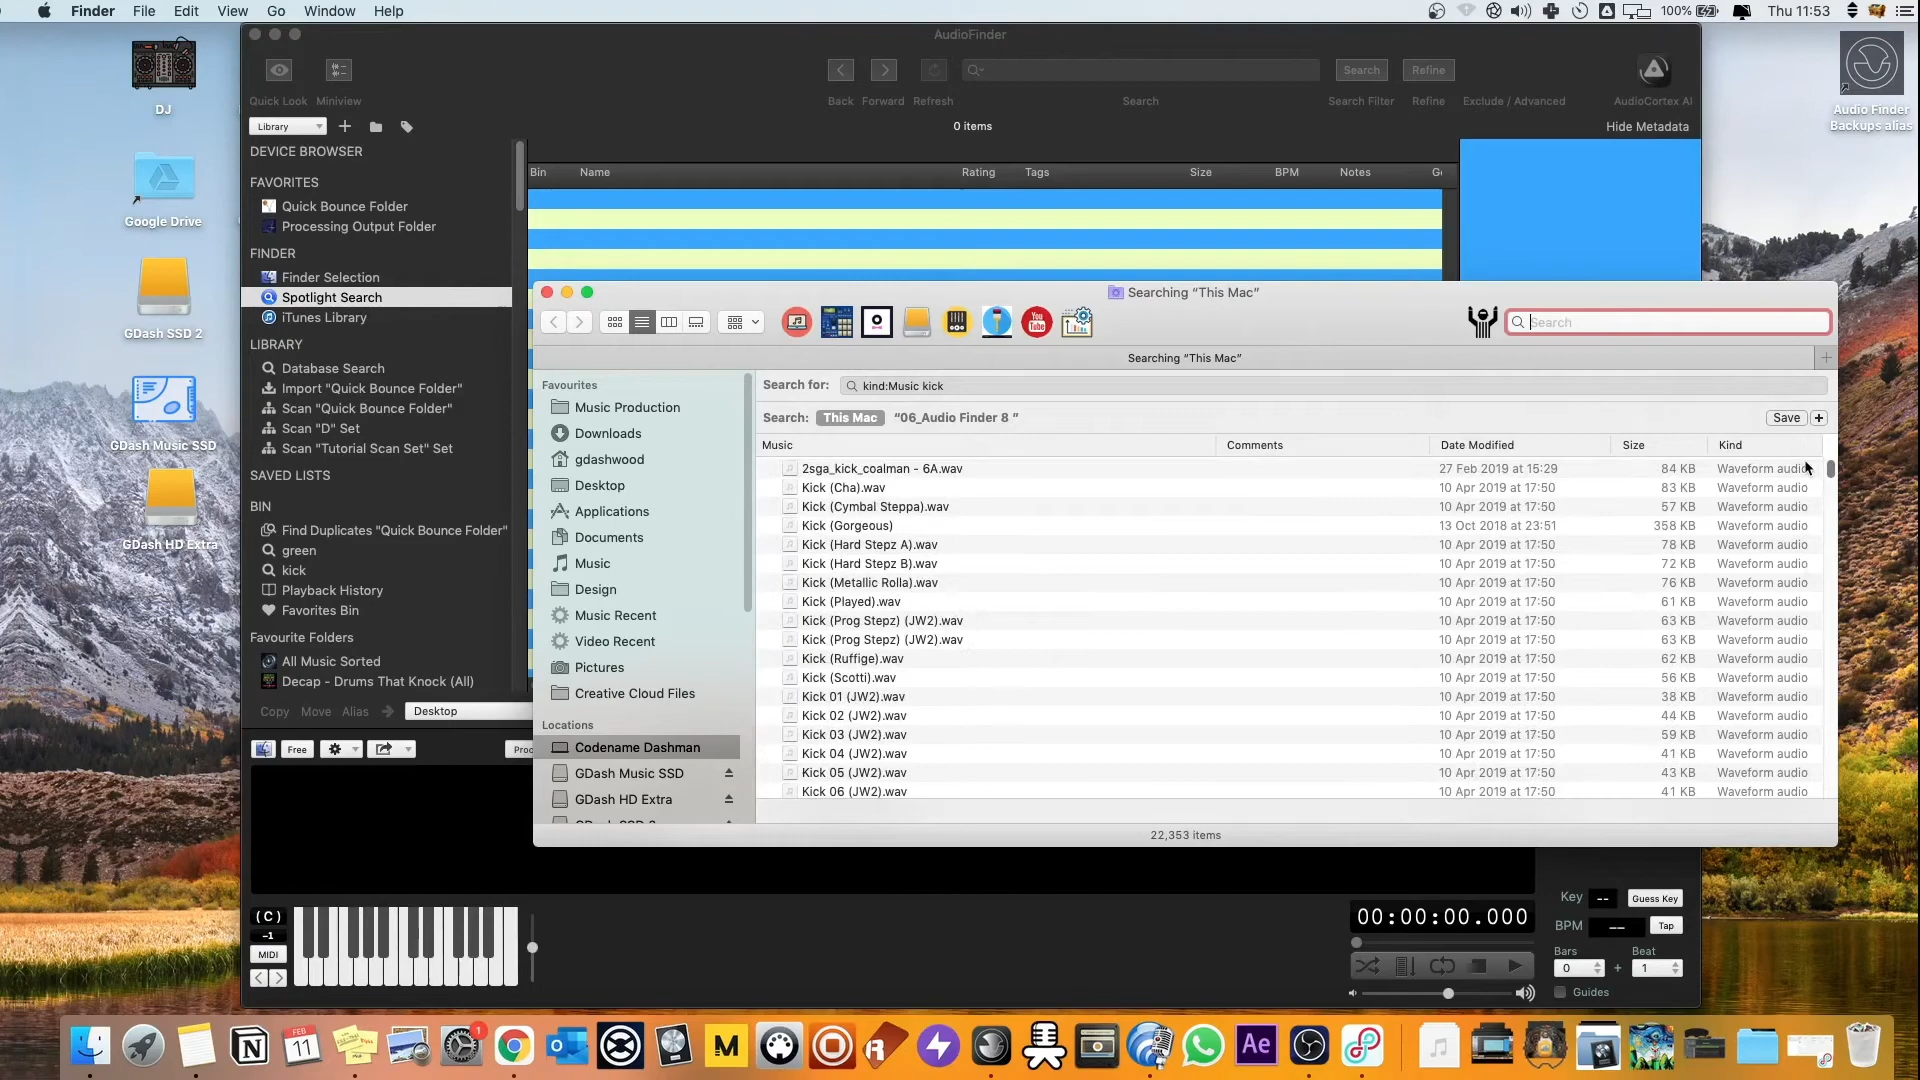 Finder File Edit View Go Window Help
100% Thu 11:53
AudioFinder
DJ
Google Drive
GDash SSD 2
GDash Music SSD
GDash HD Extra
Audio Finder
Backups alias
Search Refine
Quick Look Miniview Back Forward Refresh Search Search Filter Refine Exclude / Advanced AudioCortex AI
Library 0 items Hide Metadata
Bin Name Rating Tags Size BPM Notes
DEVICE BROWSER
FAVORITES
Quick Bounce Folder
Processing Output Folder
FINDER
Finder Selection
Spotlight Search
iTunes Library
LIBRARY
Database Search
Import "Quick Bounce Folder"
Scan "Quick Bounce Folder"
Scan "D" Set
Scan "Tutorial Scan Set" Set
SAVED LISTS
BIN
Find Duplicates "Quick Bounce Folder"
green
kick
Playback History
Favorites Bin
Favourite Folders
All Music Sorted
Decap - Drums That Knock (All)
Copy Move Alias Desktop
Free
Searching “This Mac”
You
Tube
Search
Searching “This Mac”
Favourites
Music Production
Downloads
gdashwood
Desktop
Applications
Documents
Music
Design
Music Recent
Video Recent
Pictures
Creative Cloud Files
Locations
Codename Dashman
GDash Music SSD
GDash HD Extra
Search for: kind:Music kick
Search: This Mac “06_Audio Finder 8 ” Save +
Music Comments Date Modified Size Kind
2sga_kick_coalman - 6A.wav 27 Feb 2019 at 15:29 84 KB Waveform audio
Kick (Cha).wav 10 Apr 2019 at 17:50 83 KB Waveform audio
Kick (Cymbal Steppa).wav 10 Apr 2019 at 17:50 57 KB Waveform audio
Kick (Gorgeous) 13 Oct 2018 at 23:51 358 KB Waveform audio
Kick (Hard Stepz A).wav 10 Apr 2019 at 17:50 78 KB Waveform audio
Kick (Hard Stepz B).wav 10 Apr 2019 at 17:50 72 KB Waveform audio
Kick (Metallic Rolla).wav 10 Apr 2019 at 17:50 76 KB Waveform audio
Kick (Played).wav 10 Apr 2019 at 17:50 61 KB Waveform audio
Kick (Prog Stepz) (JW2).wav 10 Apr 2019 at 17:50 63 KB Waveform audio
Kick (Prog Stepz) (JW2).wav 10 Apr 2019 at 17:50 63 KB Waveform audio
Kick (Ruffige).wav 10 Apr 2019 at 17:50 62 KB Waveform audio
Kick (Scotti).wav 10 Apr 2019 at 17:50 56 KB Waveform audio
Kick 01 (JW2).wav 10 Apr 2019 at 17:50 38 KB Waveform audio
Kick 02 (JW2).wav 10 Apr 2019 at 17:50 44 KB Waveform audio
Kick 03 (JW2).wav 10 Apr 2019 at 17:50 59 KB Waveform audio
Kick 04 (JW2).wav 10 Apr 2019 at 17:50 41 KB Waveform audio
Kick 05 (JW2).wav 10 Apr 2019 at 17:50 43 KB Waveform audio
Kick 06 (JW2).wav 10 Apr 2019 at 17:50 41 KB Waveform audio
22,353 items
(C)
-1
MIDI
00:00:00.000
Key -- Guess Key
BPM -- Tap
Bars Beat
0 + 1
Guides
FEB
11
1
M
Ae